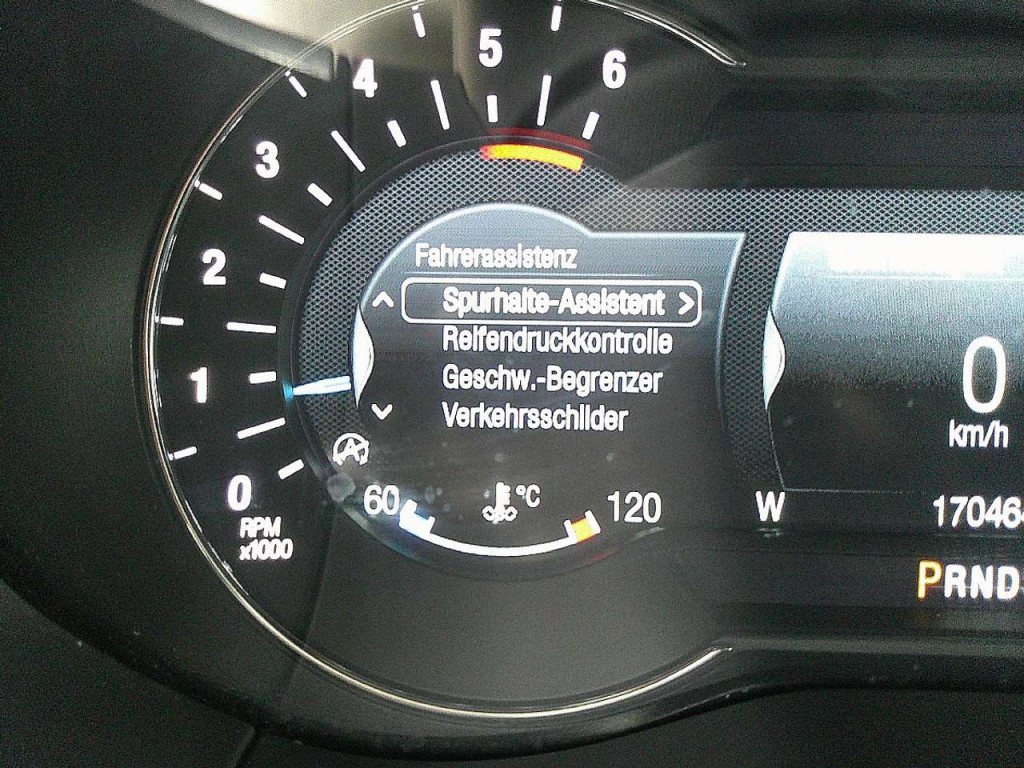 6
5
4
3
2
1
0
RPM
x1000
Fahrerassistenz
Spurhalte-Assistent >
Reifendruckkontrolle
Geschw.-Begrenzer
Verkehrsschilder
A
60
°C
120
0
km/h
W
17046
PRND